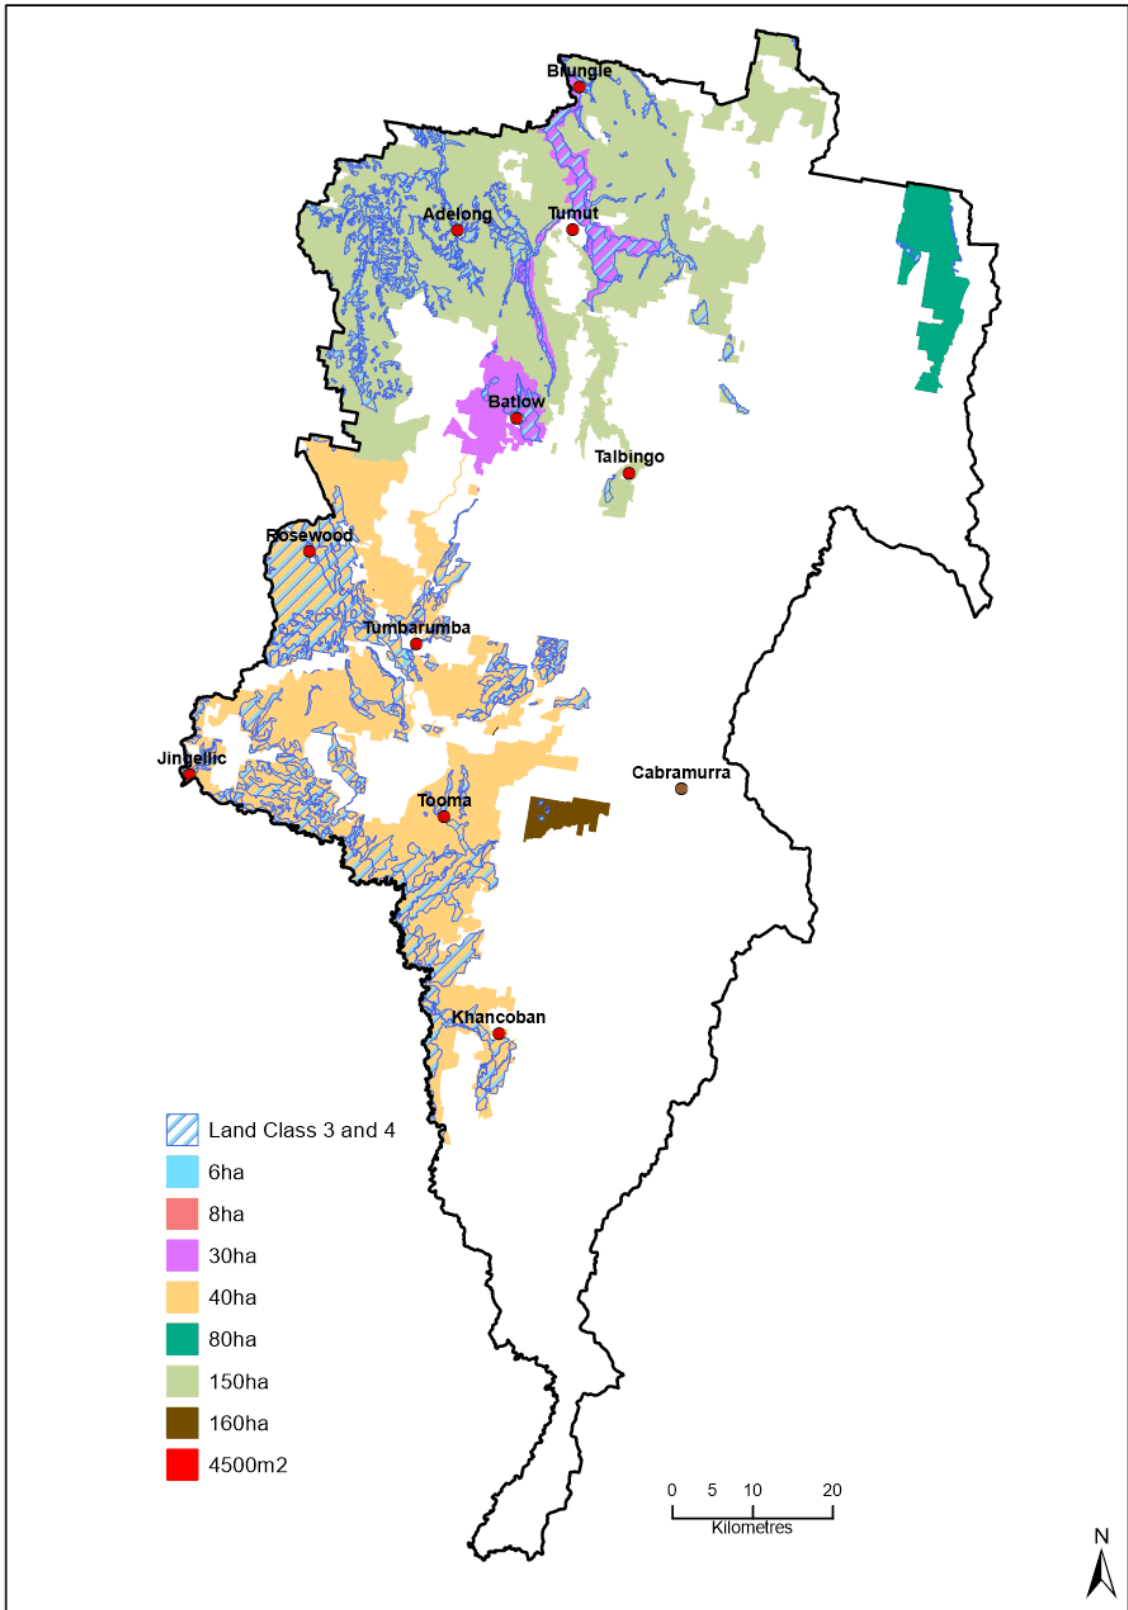 Brungle
Adelong
Tumut
Batlow
Talbingo
Rosewood
Tumbarumba
Jingellic
Cabramurra
Tooma
Khancoban
Land Class 3 and 4
6ha
8ha
30ha
40ha
80ha
150ha
160ha
4500m2
0 5 10 20
Kilometres
N